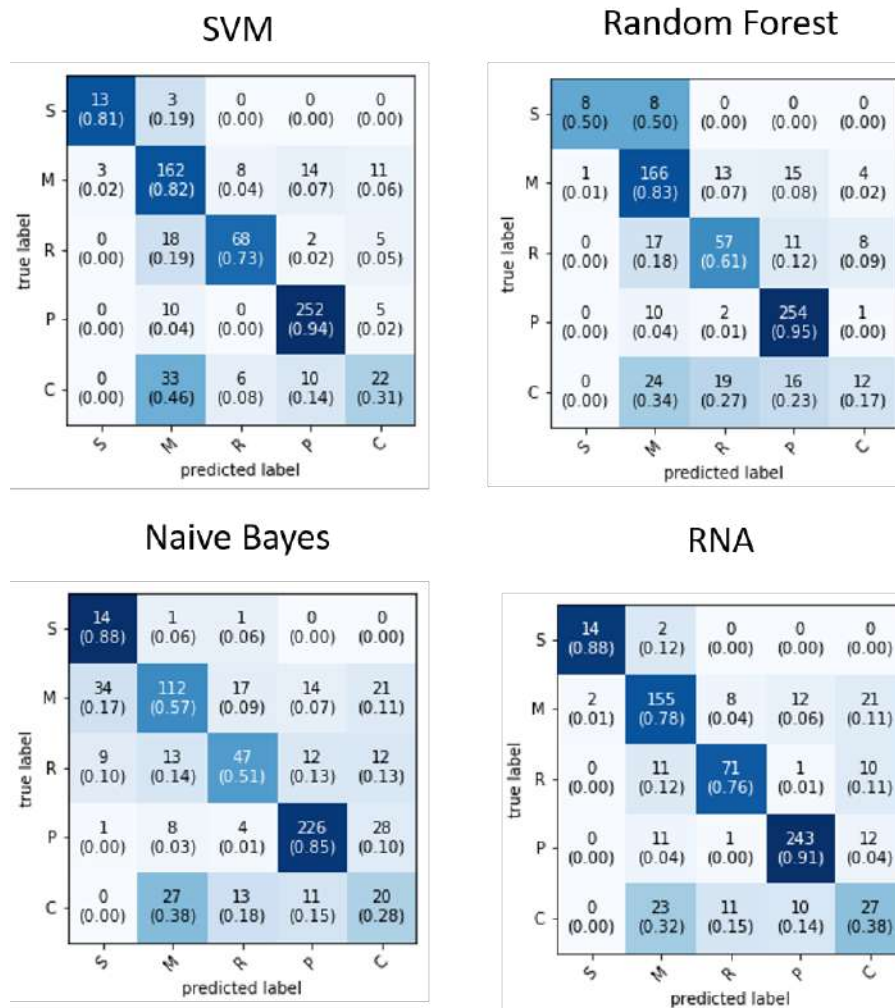 SVM
Random Forest
S 13 3 0 0 0
(0.81) (0.19) (0.00) (0.00) (0.00)
M 3 162 8 14 11
(0.02) (0.82) (0.04) (0.07) (0.06)
R 0 18 68 2 5
(0.00) (0.19) (0.73) (0.02) (0.05)
P 0 10 0 252 5
(0.00) (0.04) (0.00) (0.94) (0.02)
C 0 33 6 10 22
(0.00) (0.46) (0.08) (0.14) (0.31)
true label
S M R P C
predicted label
S 8 8 0 0 0
(0.50) (0.50) (0.00) (0.00) (0.00)
M 1 166 13 15 4
(0.01) (0.83) (0.07) (0.08) (0.02)
R 0 17 57 11 8
(0.00) (0.18) (0.61) (0.12) (0.09)
P 0 10 2 254 1
(0.00) (0.04) (0.01) (0.95) (0.00)
C 0 24 19 16 12
(0.00) (0.34) (0.27) (0.23) (0.17)
true label
S M R P C
predicted label
Naive Bayes
RNA
S 14 1 1 0 0
(0.88) (0.06) (0.06) (0.00) (0.00)
M 34 112 17 14 21
(0.17) (0.57) (0.09) (0.07) (0.11)
R 9 13 47 12 12
(0.10) (0.14) (0.51) (0.13) (0.13)
P 1 8 4 226 28
(0.00) (0.03) (0.01) (0.85) (0.10)
C 0 27 13 11 20
(0.00) (0.38) (0.18) (0.15) (0.28)
true label
S M R P C
predicted label
S 14 2 0 0 0
(0.88) (0.12) (0.00) (0.00) (0.00)
M 2 155 8 12 21
(0.01) (0.78) (0.04) (0.06) (0.11)
R 0 11 71 1 10
(0.00) (0.12) (0.76) (0.01) (0.11)
P 0 11 1 243 12
(0.00) (0.04) (0.00) (0.91) (0.04)
C 0 23 11 10 27
(0.00) (0.32) (0.15) (0.14) (0.38)
true label
S M R P C
predicted label